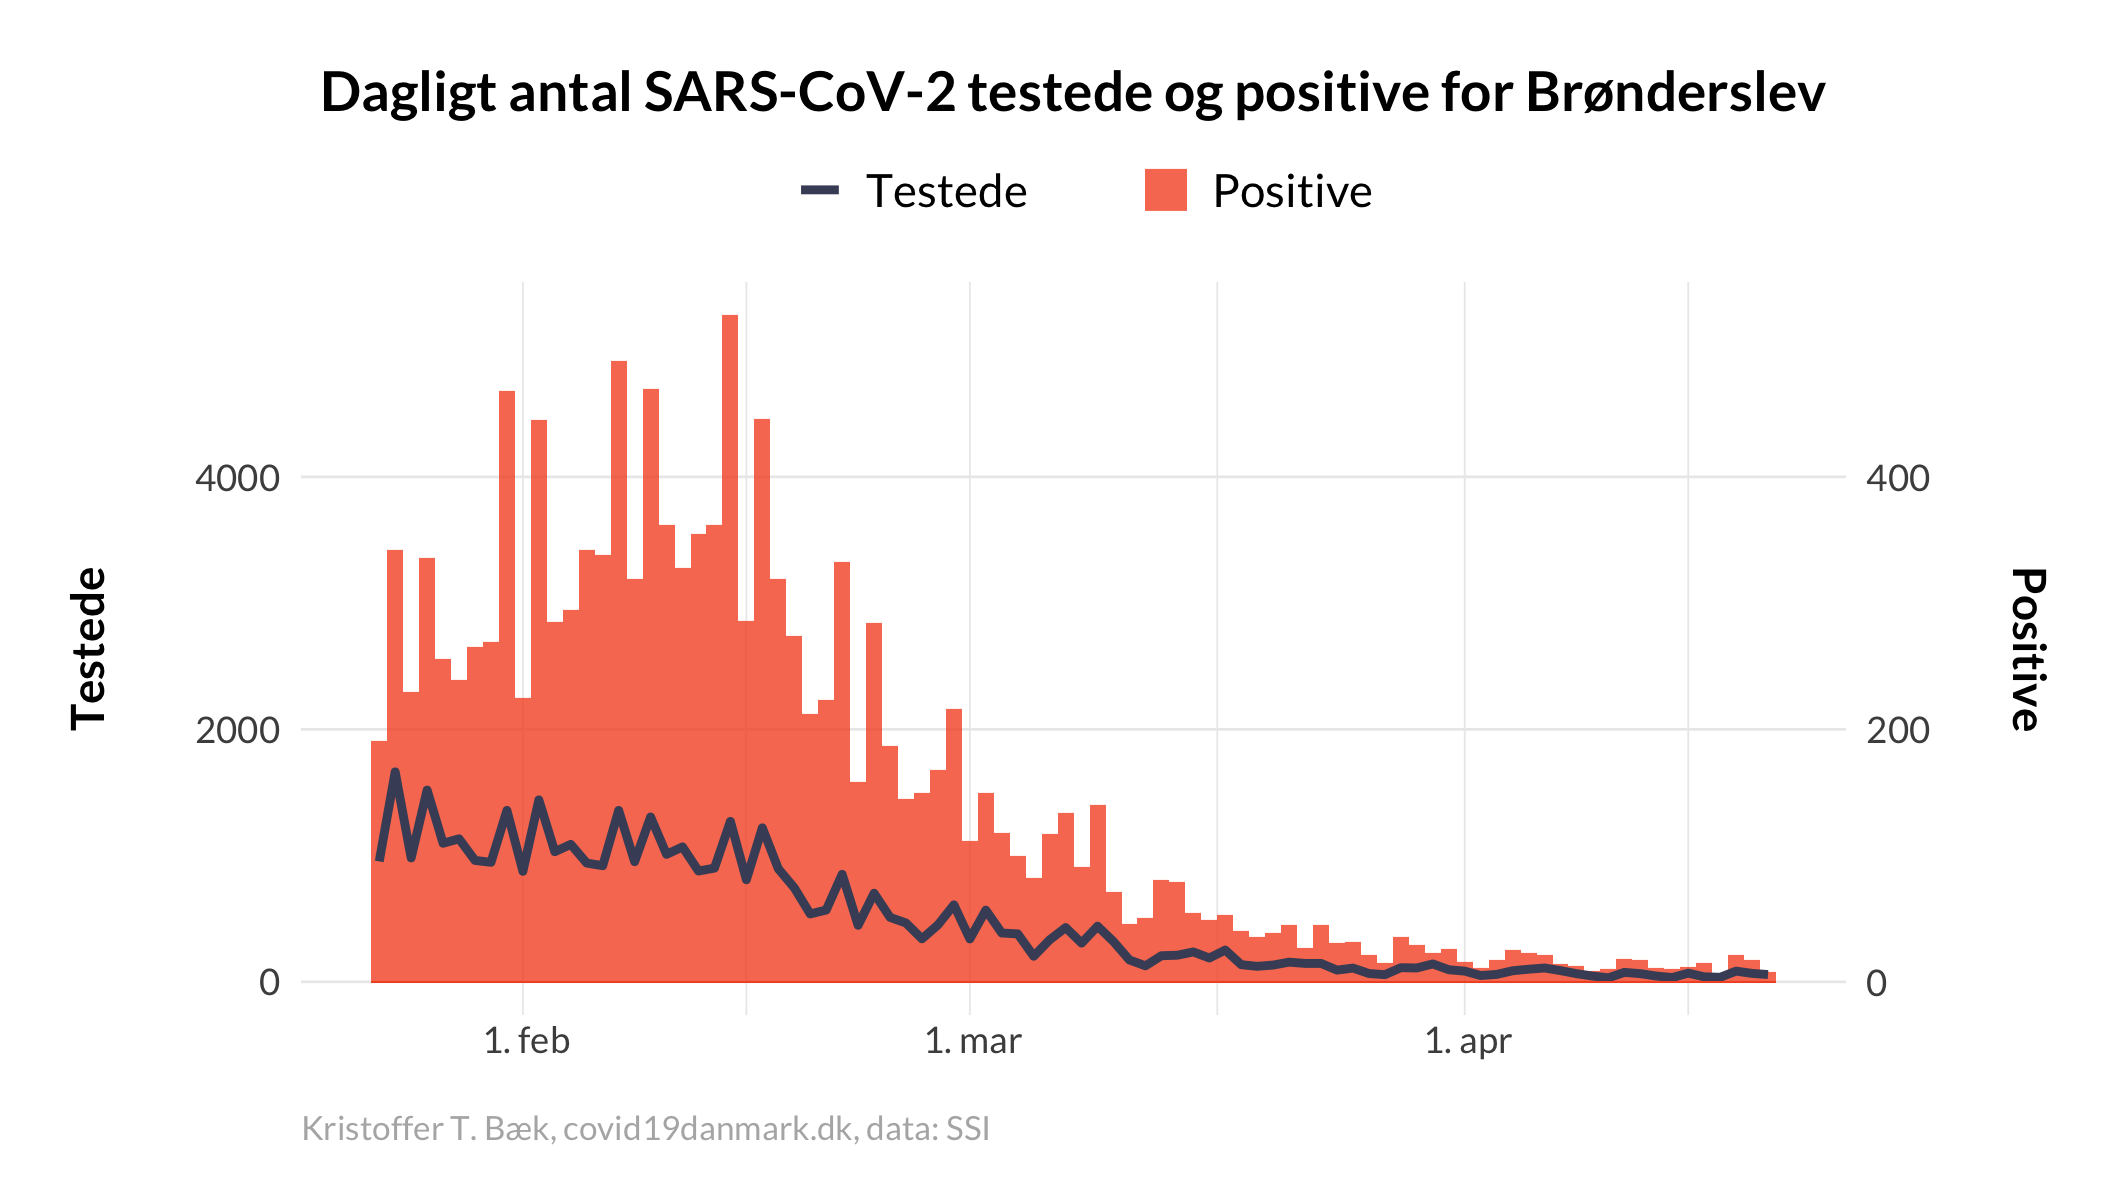 Dagligt antal SARS-CoV-2 testede og positive for Brønderslev
Testede
Positive
4000
2000
0
Testede
400
200
0
Positive
1. feb
1. mar
1. apr
Kristoffer T. Bæk, covid19danmark.dk, data: SSI